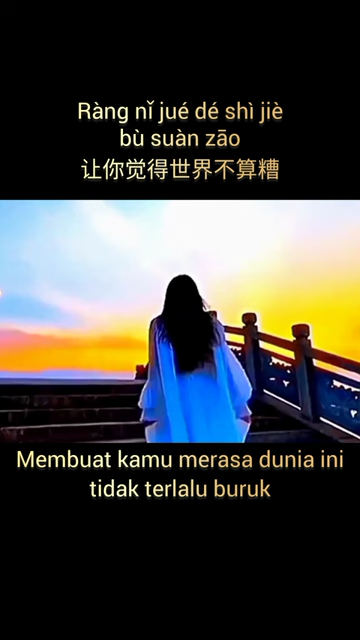 Ràng nǐ jué dé shì jiè
bù suàn zāo
让你觉得世界不算糟
Membuat kamu merasa dunia ini
tidak terlalu buruk